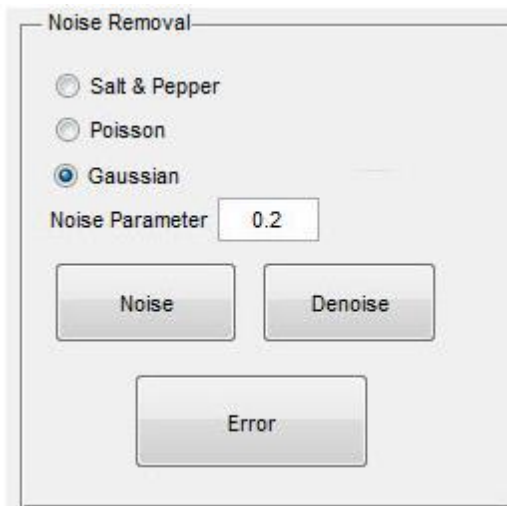 Noise Removal
Salt & Pepper
Poisson
Gaussian
Noise Parameter 0.2
Noise Denoise
Error